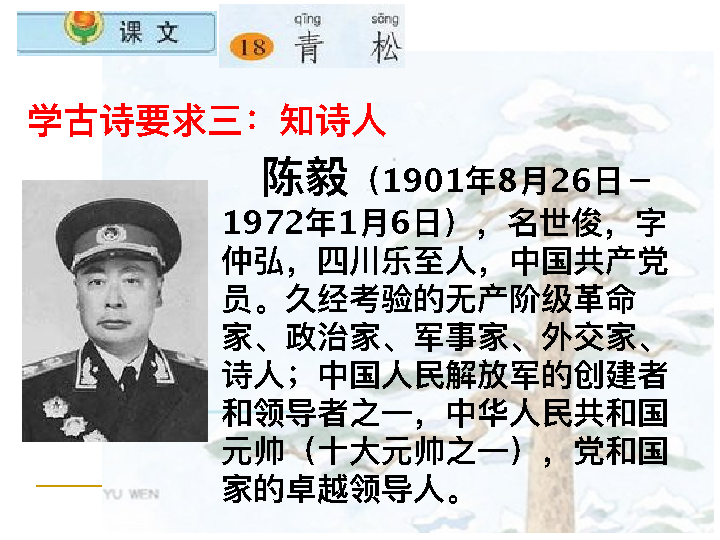 课 文
qīng sōng
18 青 松
学古诗要求三：知诗人
陈毅（1901年8月26日－
1972年1月6日），名世俊，字
仲弘，四川乐至人，中国共产党
员。久经考验的无产阶级革命
家、政治家、军事家、外交家、
诗人；中国人民解放军的创建者
和领导者之一，中华人民共和国
元帅（十大元帅之一），党和国
家的卓越领导人。
YU WEN